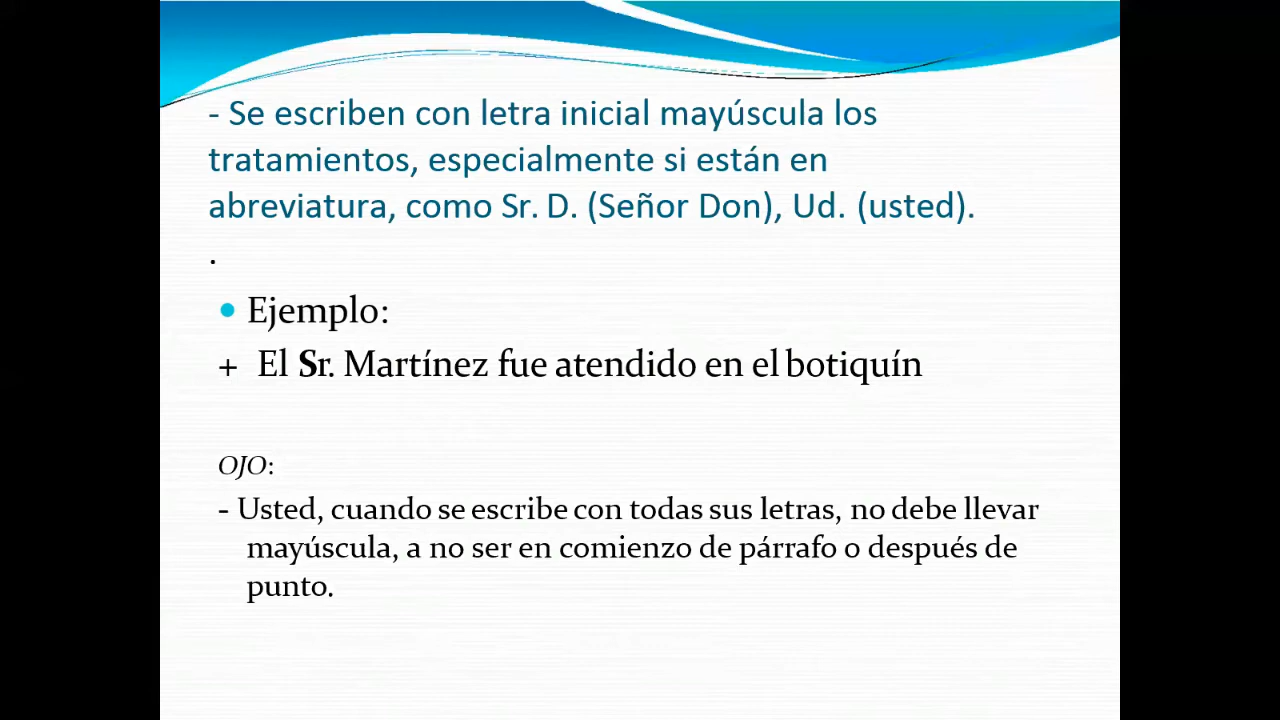 - Se escriben con letra inicial mayúscula los
tratamientos, especialmente si están en
abreviatura, como Sr. D. (Señor Don), Ud. (usted).
.
• Ejemplo:
+ El Sr. Martínez fue atendido en el botiquín
OJO:
- Usted, cuando se escribe con todas sus letras, no debe llevar
mayúscula, a no ser en comienzo de párrafo o después de
punto.